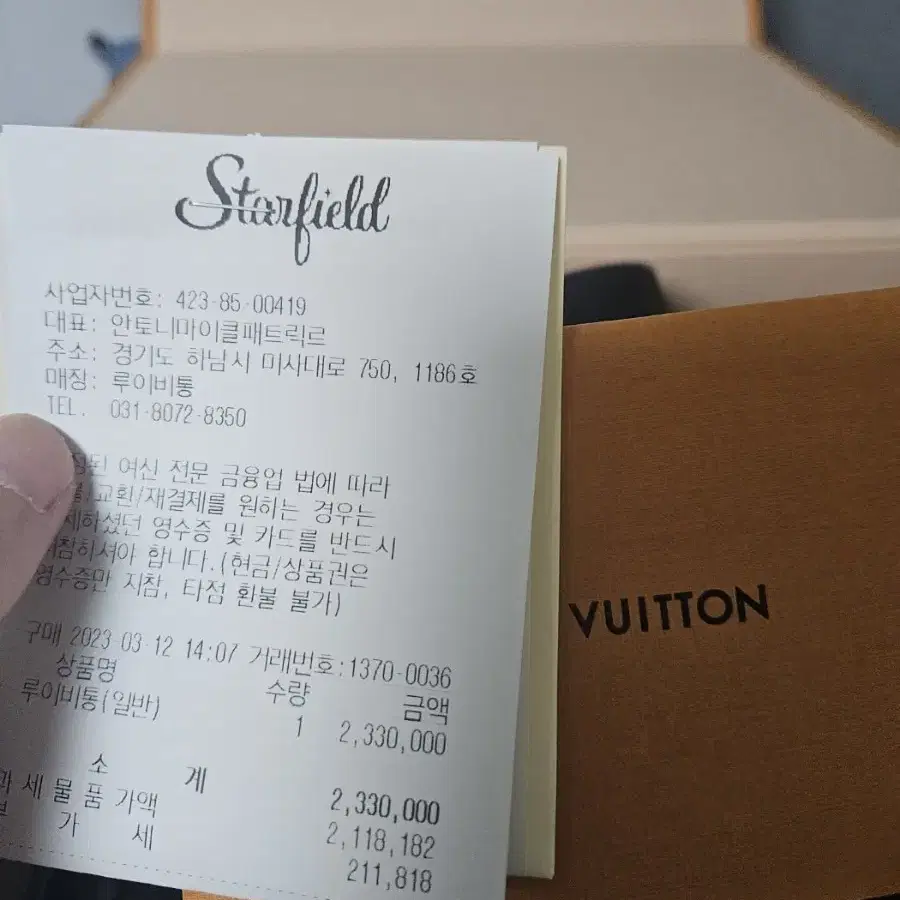 Starfield
사업자번호: 423-85-00419
대표: 안토니마이클패트릭르
주소: 경기도 하남시 미사대로 750, 1186호
매장: 루이비통
TEL. 031-8072-8350
여신 전문 금융업 법에 따라
/교환/재결제를 원하는 경우는
영수증 및 카드를 반드시
합니다.(현금/상품권은
지참, 타점 환불 불가)
구매 2023-03-12 14:07 거래번호:1370-0036
상품명 수량 금액
루이비통(일반) 1 2,330,000
소 계 2,330,000
세 물 품 가액 2,118,182
가 세 211,818
VUITTON